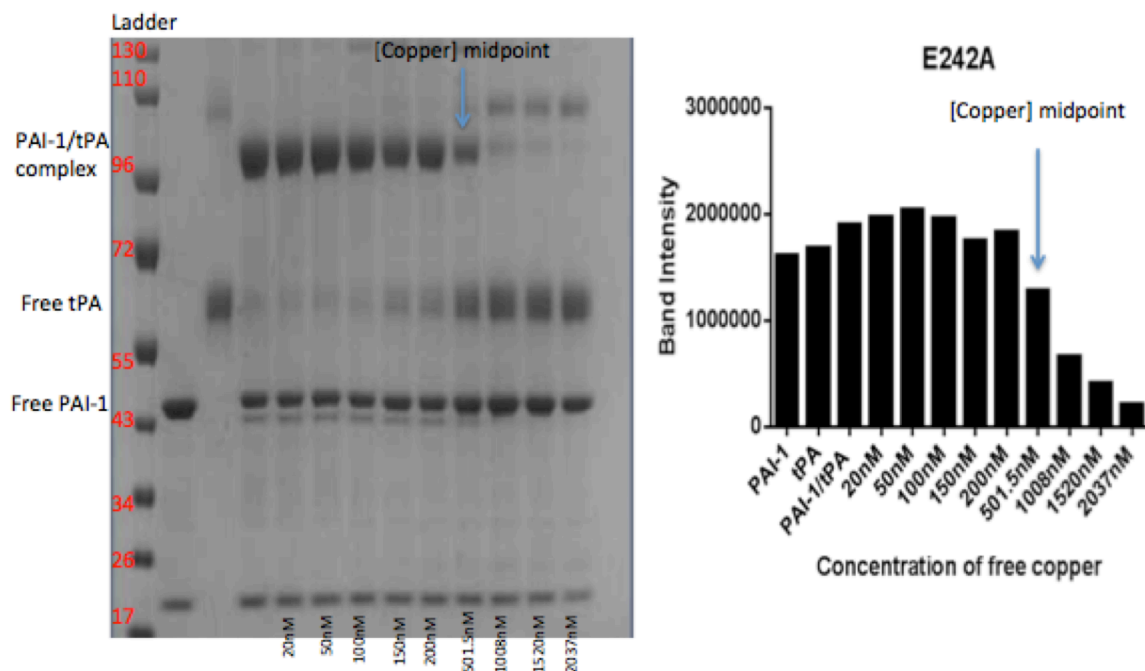 Ladder
130
110
[Copper] midpoint
PAI-1/tPA
complex
96
72
Free tPA
55
Free PAI-1
43
34
26
17
20nM
50nM
100nM
150nM
200nM
501.5nM
1008nM
1520nM
2037nM
E242A
3000000
[Copper] midpoint
2000000
1000000
0
Band Intensity
PAI-1
tPA
PAI-1/tPA
20nM
50nM
100nM
150nM
200nM
501.5nM
1008nM
1520nM
2037nM
Concentration of free copper